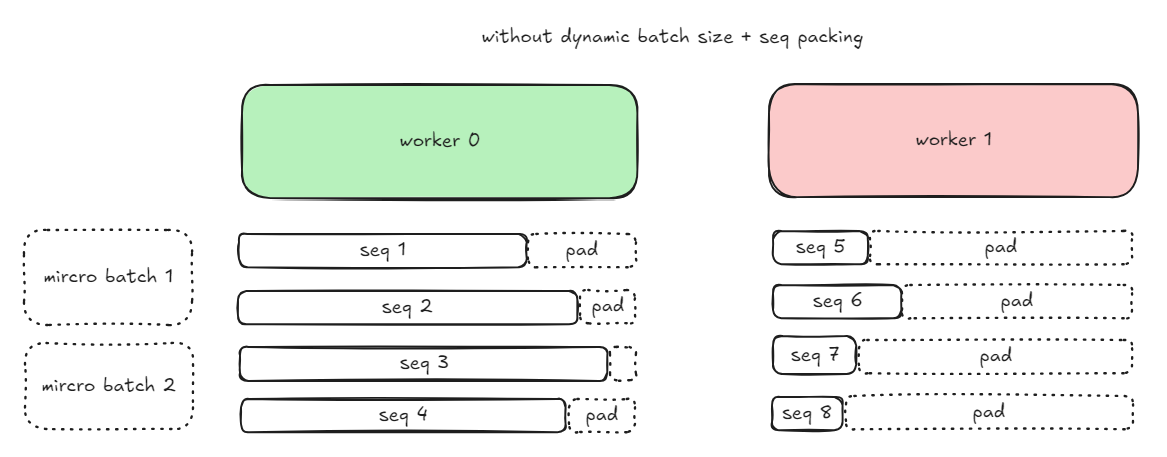 without dynamic batch size + seq packing
worker 0
worker 1
mircro batch 1
seq 1
pad
seq 5
pad
seq 2
pad
seq 6
pad
mircro batch 2
seq 3
seq 7
pad
seq 4
pad
seq 8
pad